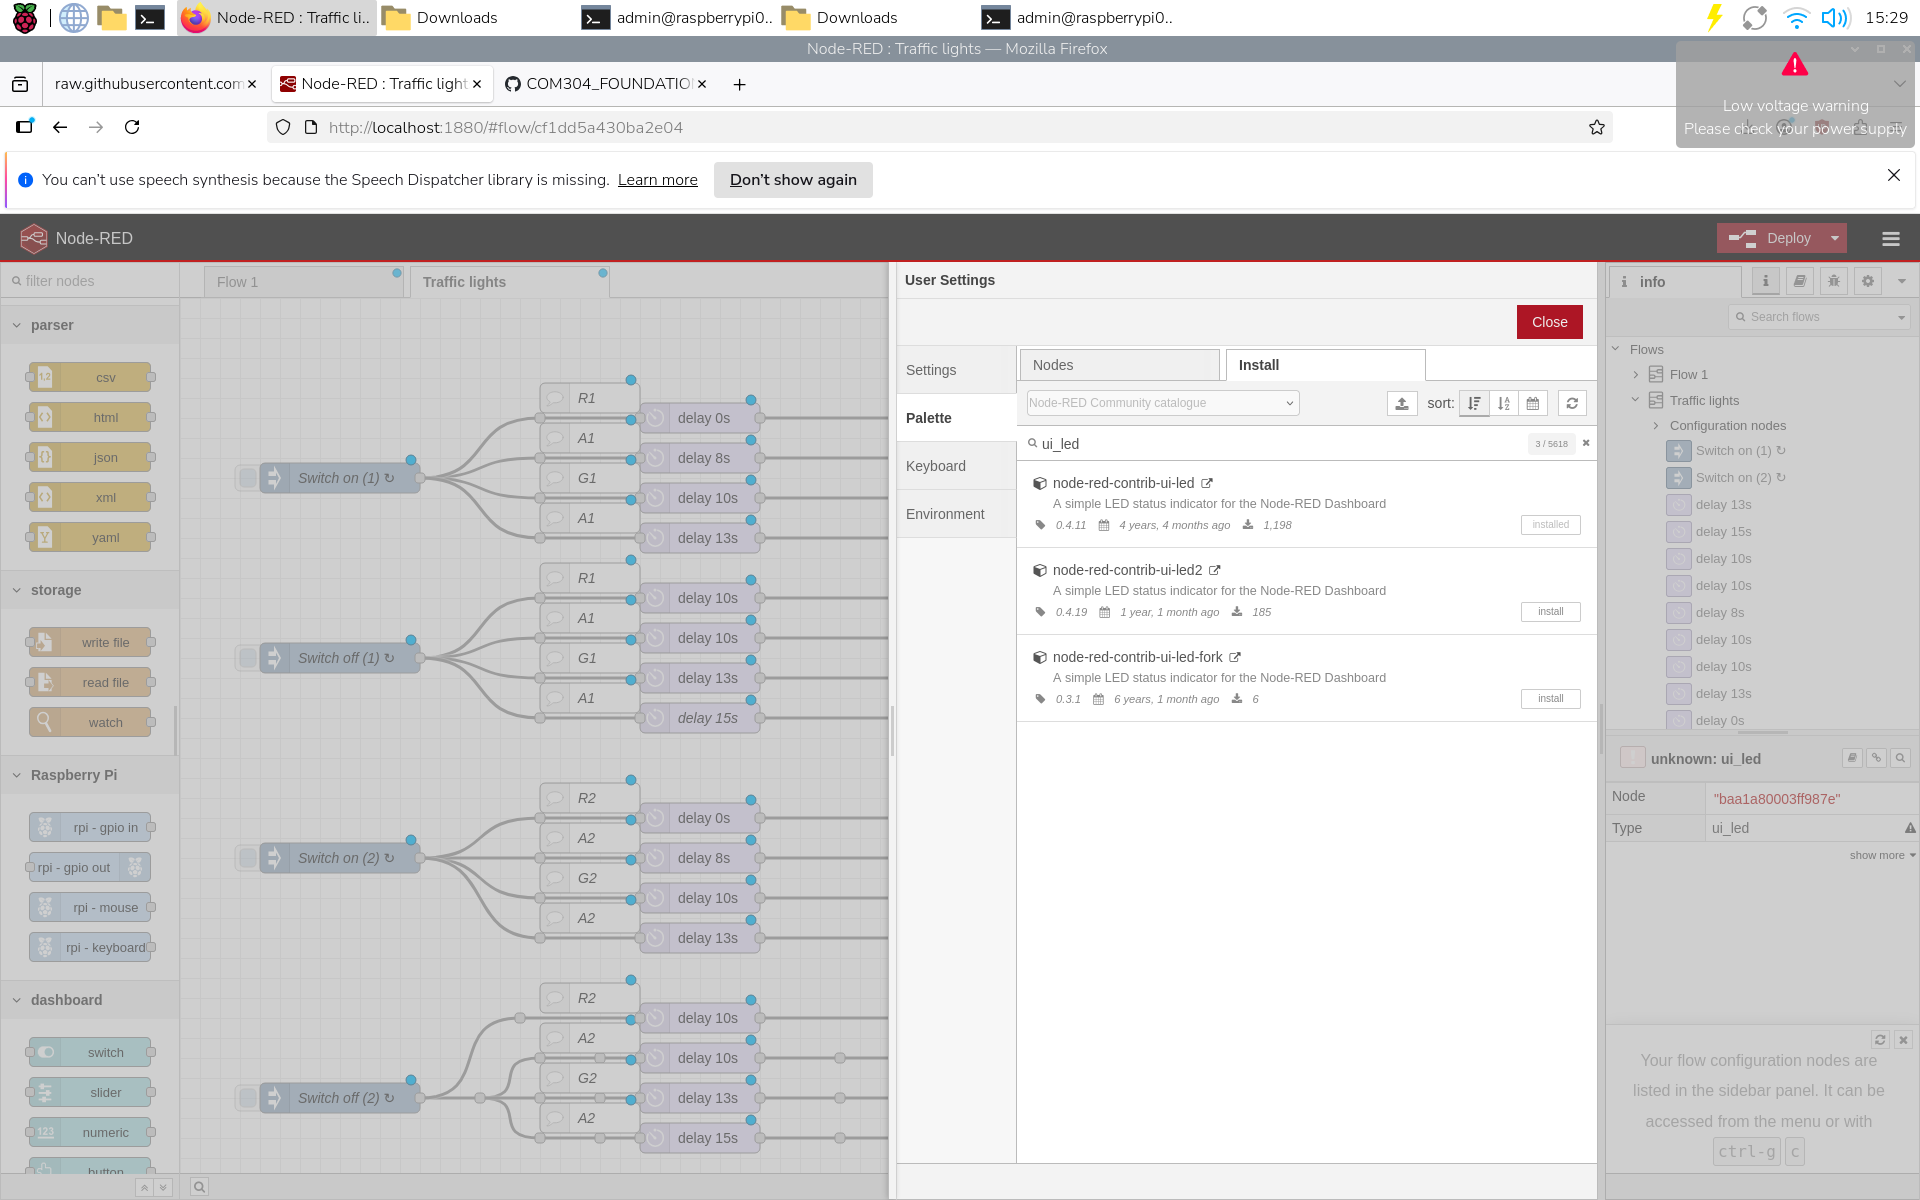 Node-RED : Traffic li..
Downloads
admin@raspberrypi0..
Downloads
admin@raspberrypi0..
15:29
Node-RED : Traffic lights — Mozilla Firefox
raw.githubusercontent.com
Node-RED : Traffic light
COM304_FOUNDATIO
Low voltage warning
Please check your power supply
http://localhost:1880/#flow/cf1dd5a430ba2e04
You can't use speech synthesis because the Speech Dispatcher library is missing. Learn more
Don't show again
Node-RED
Deploy
filter nodes
parser
csv
html
json
xml
yaml
storage
write file
read file
watch
Raspberry Pi
rpi - gpio in
rpi - gpio out
rpi - mouse
rpi - keyboard
dashboard
switch
slider
numeric
button
Flow 1
Traffic lights
Switch on (1) ↻
R1
delay 0s
A1
delay 8s
G1
delay 10s
A1
delay 13s
Switch off (1) ↻
R1
delay 10s
A1
delay 10s
G1
delay 13s
A1
delay 15s
Switch on (2) ↻
R2
delay 0s
A2
delay 8s
G2
delay 10s
A2
delay 13s
Switch off (2) ↻
R2
delay 10s
A2
delay 10s
G2
delay 13s
A2
delay 15s
User Settings
Close
Settings
Palette
Keyboard
Environment
Nodes
Install
Node-RED Community catalogue
sort:
ui_led
3 / 5618
node-red-contrib-ui-led
A simple LED status indicator for the Node-RED Dashboard
0.4.11 4 years, 4 months ago 1,198
installed
node-red-contrib-ui-led2
A simple LED status indicator for the Node-RED Dashboard
0.4.19 1 year, 1 month ago 185
install
node-red-contrib-ui-led-fork
A simple LED status indicator for the Node-RED Dashboard
0.3.1 6 years, 1 month ago 6
install
info
Search flows
Flows
Flow 1
Traffic lights
Configuration nodes
Switch on (1) ↻
Switch on (2) ↻
delay 13s
delay 15s
delay 10s
delay 10s
delay 8s
delay 10s
delay 10s
delay 13s
delay 0s
unknown: ui_led
Node "baa1a80003ff987e"
Type ui_led
show more
Your flow configuration nodes are
listed in the sidebar panel. It can be
accessed from the menu or with
ctrl-g c